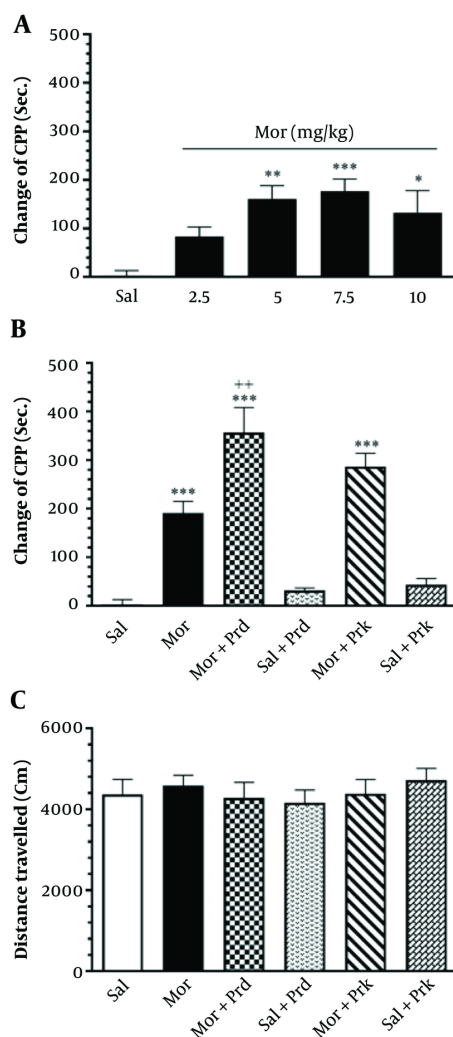 A
Change of CPP (Sec.)
500
400
300
200
100
0
Mor (mg/kg)
**
***
*
Sal
2.5
5
7.5
10
B
Change of CPP (Sec.)
500
400
300
200
100
0
***
++
***
***
Sal
Mor
Mor + Prd
Sal + Prd
Mor + Prk
Sal + Prk
C
Distance travelled (Cm)
6000
4000
2000
0
Sal
Mor
Mor + Prd
Sal + Prd
Mor + Prk
Sal + Prk